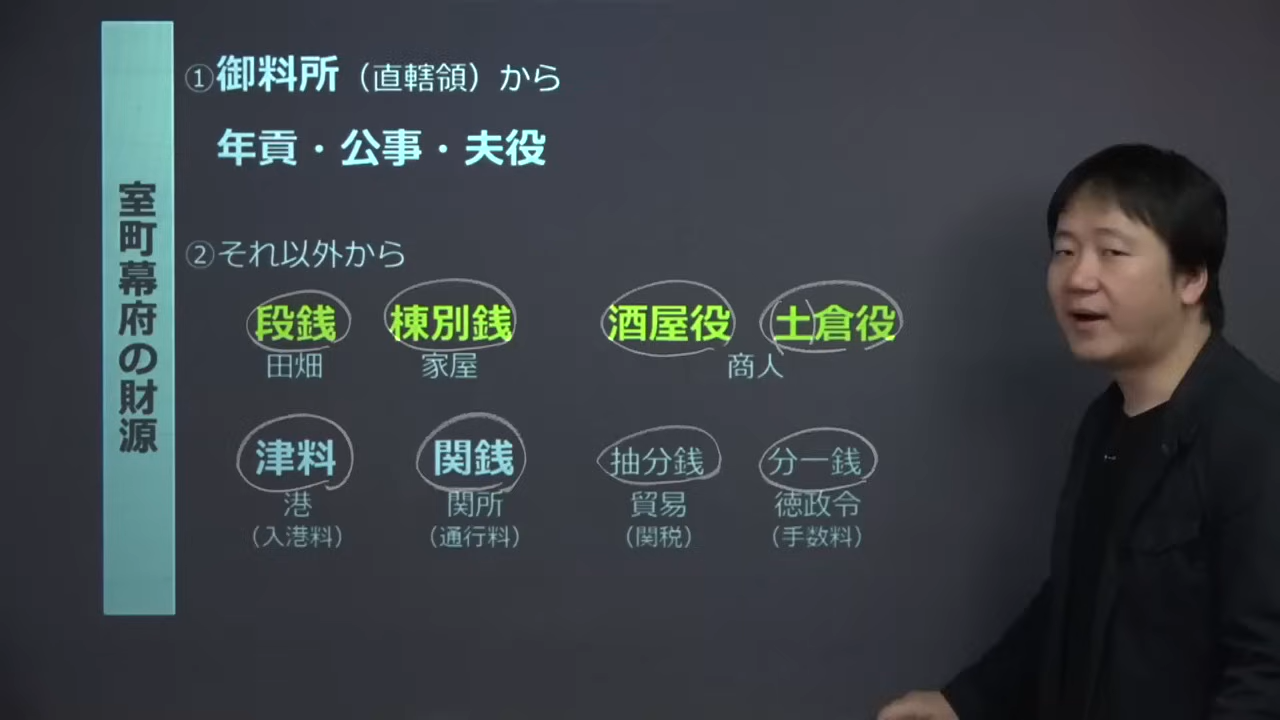 室町幕府の財源
①御料所（直轄領）から
年貢・公事・夫役
②それ以外から
段銭 棟別銭 酒屋役 土倉役
田畑 家屋 商人
津料 関銭 抽分銭 分一銭
港 関所 貿易 徳政令
（入港料） （通行料） （関税） （手数料）